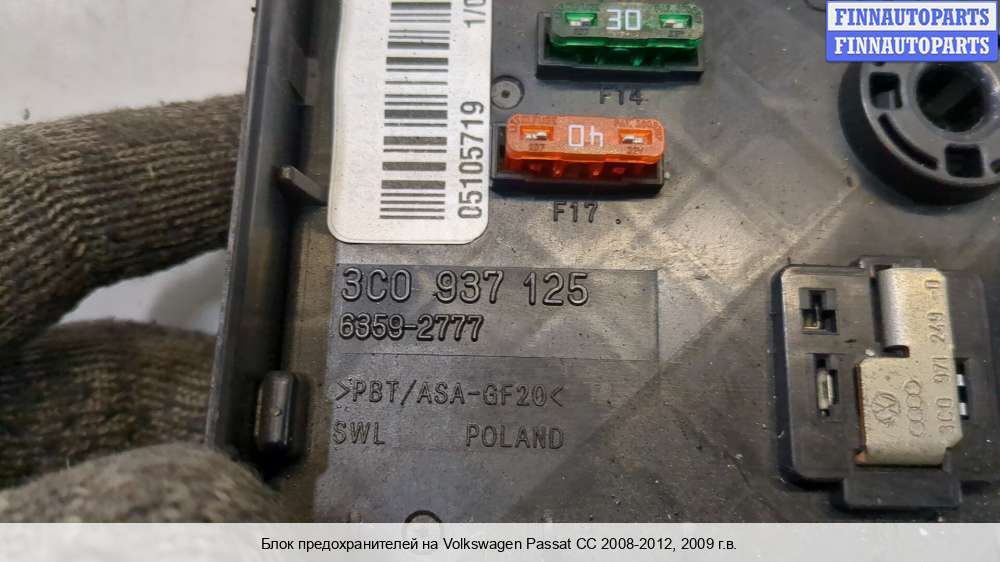 FINNAUTOPARTS
FINNAUTOPARTS
30
F14
40
F17
05105719
3C0 937 125
6359-2777
>PBT/ASA-GF20<
SWL POLAND
3C0 971 249
Блок предохранителей на Volkswagen Passat CC 2008-2012, 2009 г.в.